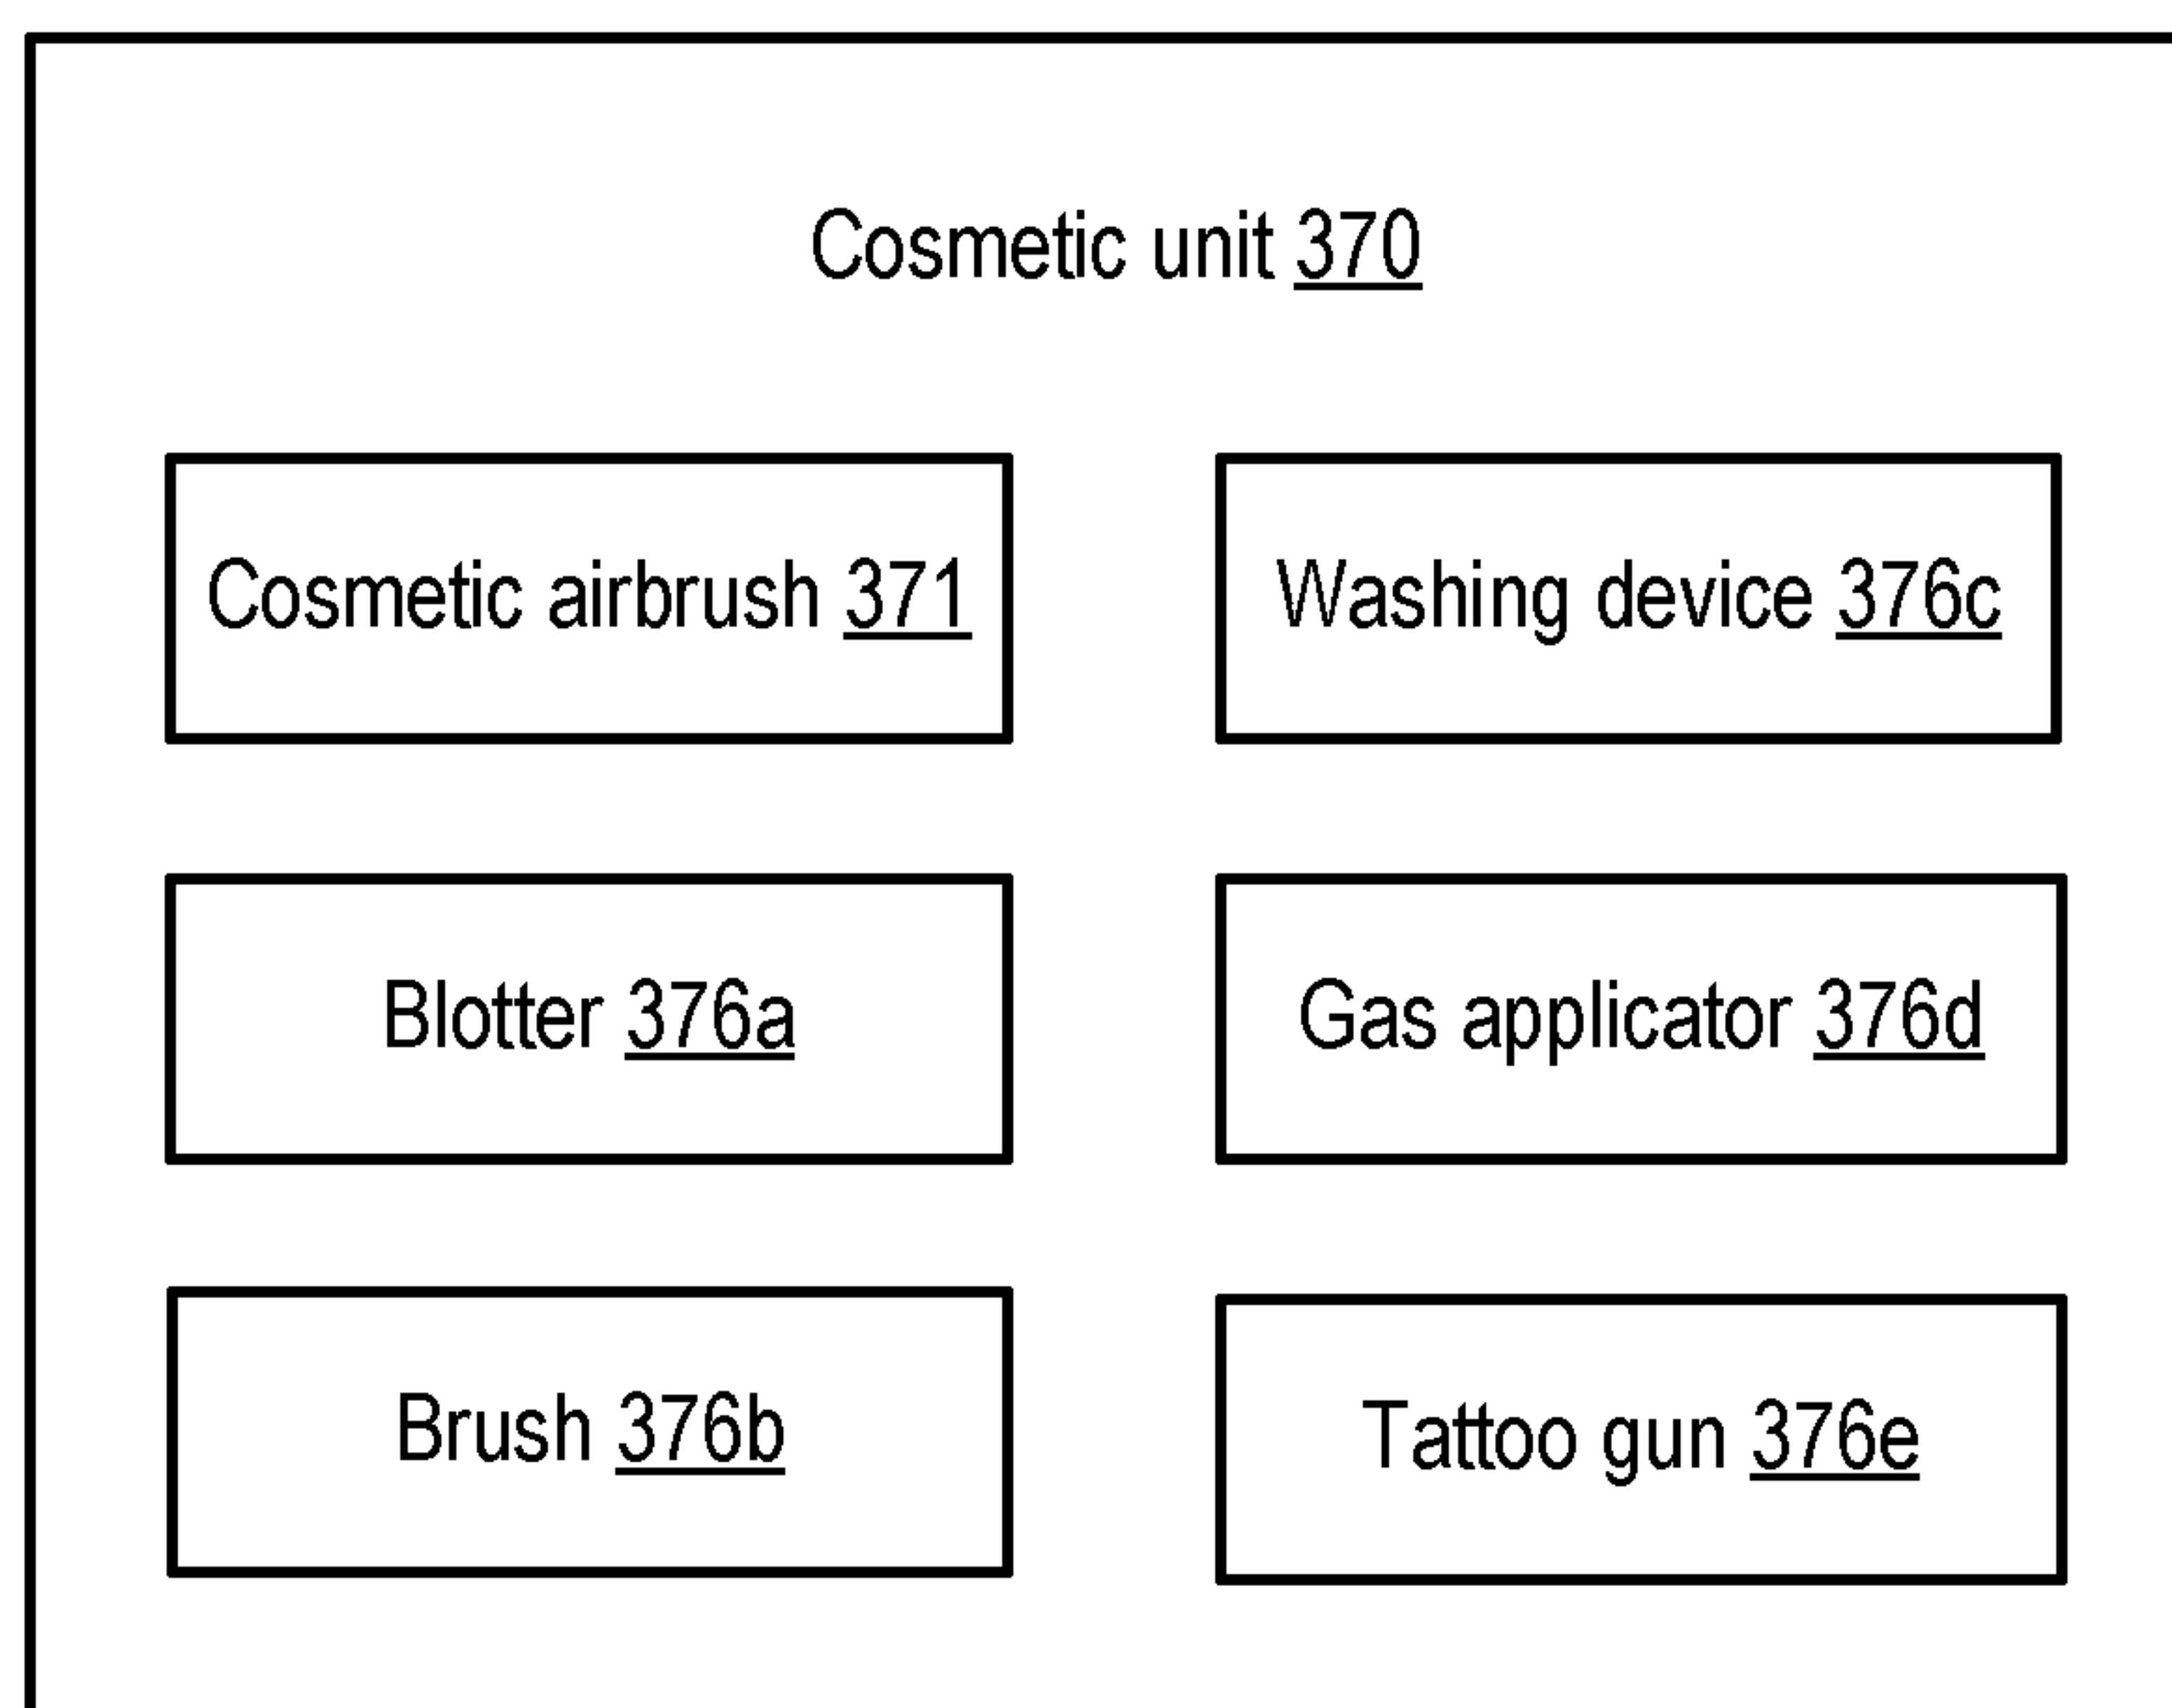 Cosmetic unit 370
Cosmetic airbrush 371
Washing device 376c
Blotter 376a
Gas applicator 376d
Brush 376b
Tattoo gun 376e